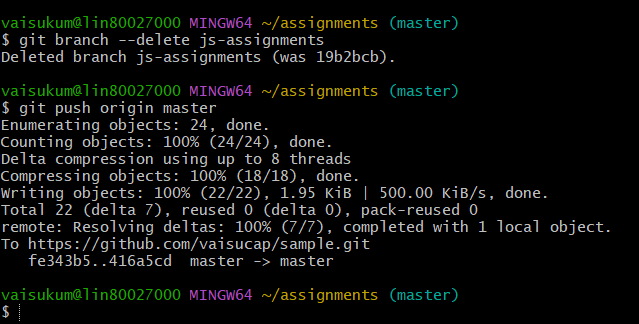 vaisukum@lin80027000 MINGW64 ~/assignments (master)
$ git branch --delete js-assignments
Deleted branch js-assignments (was 19b2bcb).
vaisukum@lin80027000 MINGW64 ~/assignments (master)
$ git push origin master
Enumerating objects: 24, done.
Counting objects: 100% (24/24), done.
Delta compression using up to 8 threads
Compressing objects: 100% (18/18), done.
Writing objects: 100% (22/22), 1.95 KiB | 500.00 KiB/s, done.
Total 22 (delta 7), reused 0 (delta 0), pack-reused 0
remote: Resolving deltas: 100% (7/7), completed with 1 local object.
To https://github.com/vaisucap/sample.git
   fe343b5..416a5cd  master -> master
vaisukum@lin80027000 MINGW64 ~/assignments (master)
$